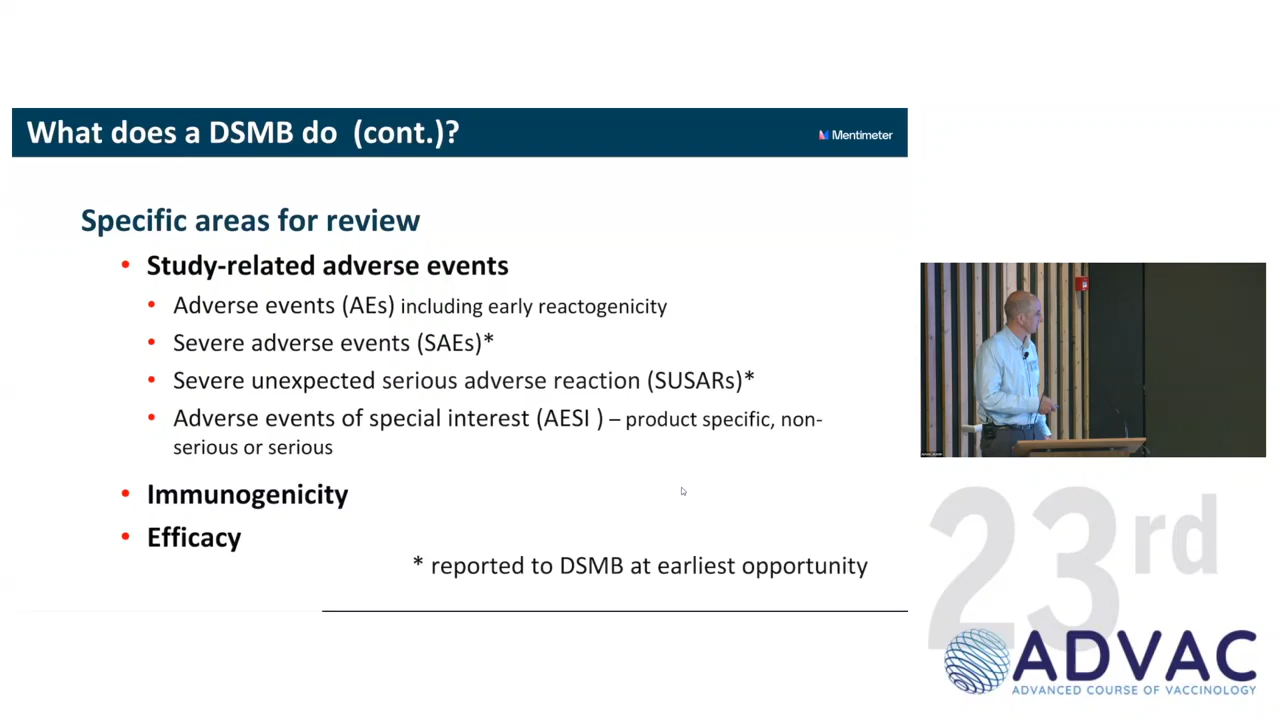 What does a DSMB do (cont.)?
Mentimeter
Specific areas for review
• Study-related adverse events
• Adverse events (AEs) including early reactogenicity
• Severe adverse events (SAEs)*
• Severe unexpected serious adverse reaction (SUSARs)*
• Adverse events of special interest (AESI ) – product specific, non-
serious or serious
• Immunogenicity
• Efficacy
* reported to DSMB at earliest opportunity
23rd
ADVAC
ADVANCED COURSE OF VACCINOLOGY